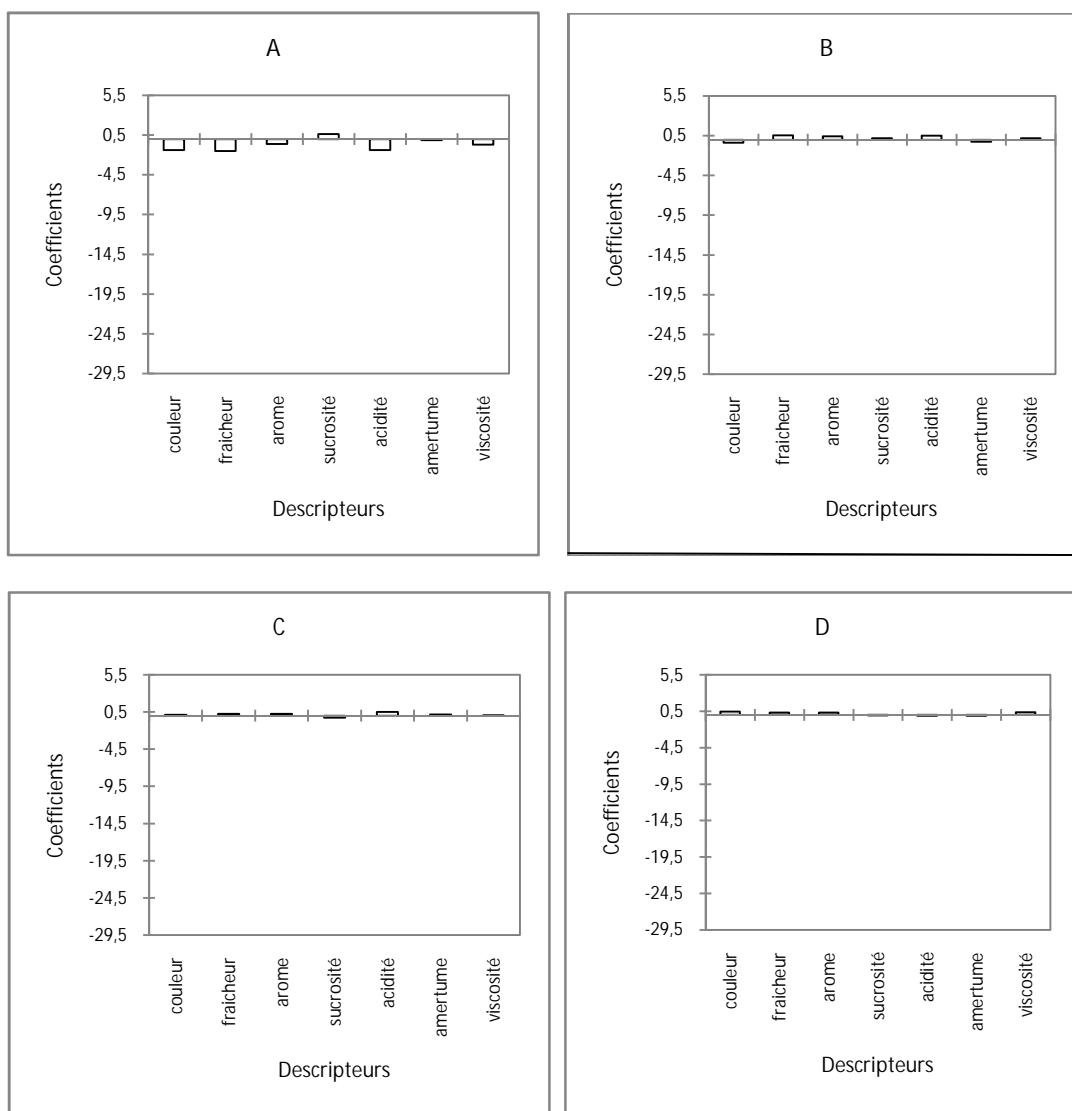 A
5,5
0,5
-4,5
-9,5
-14,5
-19,5
-24,5
-29,5
Coefficients
couleur
fraicheur
arome
sucrosité
acidité
amertume
viscosité
Descripteurs
B
5,5
0,5
-4,5
-9,5
-14,5
-19,5
-24,5
-29,5
Coefficients
couleur
fraicheur
arome
sucrosité
acidité
amertume
viscosité
Descripteurs
C
5,5
0,5
-4,5
-9,5
-14,5
-19,5
-24,5
-29,5
Coefficients
couleur
fraicheur
arome
sucrosité
acidité
amertume
viscosité
Descripteurs
D
5,5
0,5
-4,5
-9,5
-14,5
-19,5
-24,5
-29,5
Coefficients
couleur
fraicheur
arome
sucrosité
acidité
amertume
viscosité
Descripteurs